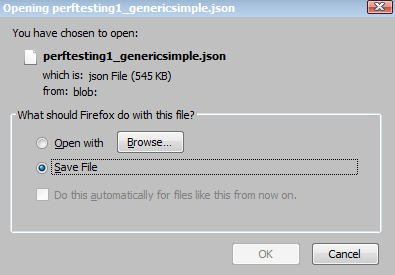 Opening perftesting1_genericsimple.json
You have chosen to open:
perftesting1_genericsimple.json
which is: json File (545 KB)
from: blob:
What should Firefox do with this file?
Open with Browse...
Save File
Do this automatically for files like this from now on.
OK Cancel